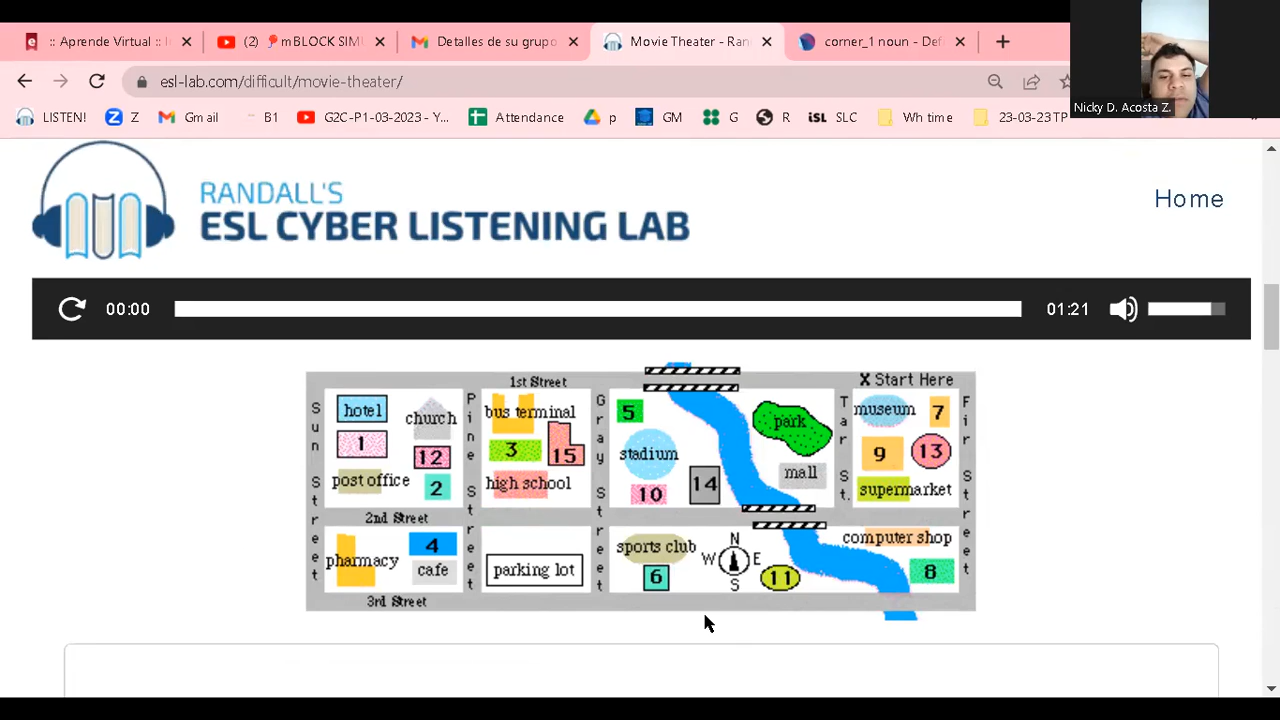 :: Aprende Virtual :: I
(2) mBLOCK SIM
Detalles de su grupo
Movie Theater - Ran
corner_1 noun - Def
esl-lab.com/difficult/movie-theater/
Nicky D. Acosta Z.
LISTEN!
Z
Gmail
B1
G2C-P1-03-2023 - Y...
Attendance
p
GM
G
R
iSL
SLC
Wh time
23-03-23TP
RANDALL'S
ESL CYBER LISTENING LAB
Home
00:00
01:21
1st Street
X Start Here
Sun Street
hotel
church
1
12
post office
2
Pine Street
bus terminal
3
15
high school
Gray Street
5
stadium
10
14
park
mall
Tar St.
museum
7
9
13
supermarket
Fir Street
2nd Street
pharmacy
4
cafe
parking lot
sports club
6
N
W
E
S
11
computer shop
8
3rd Street